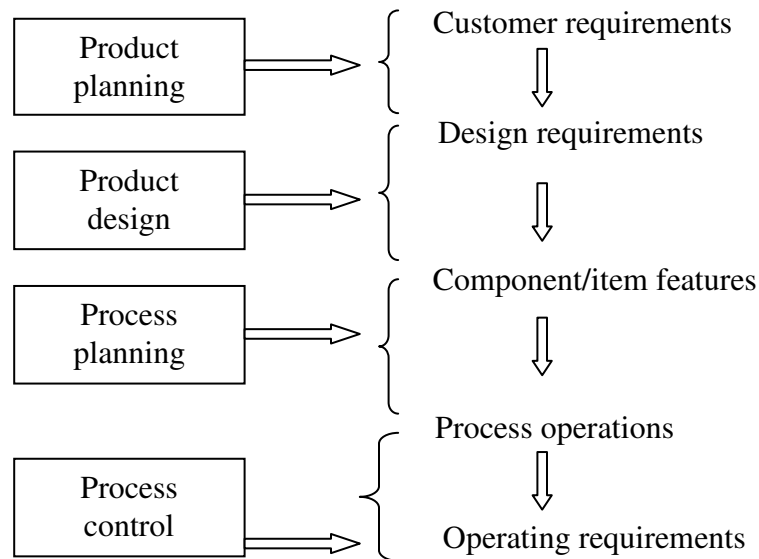 Product
planning
Customer requirements
Design requirements
Product
design
Component/item features
Process
planning
Process operations
Process
control
Operating requirements